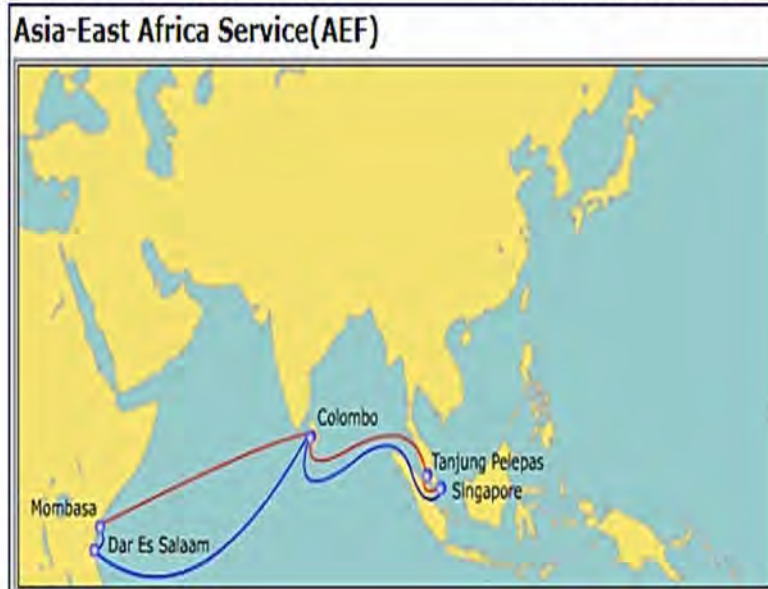 Asia-East Africa Service(AEF)
Colombo
Tanjung Pelepas
Singapore
Mombasa
Dar Es Salaam